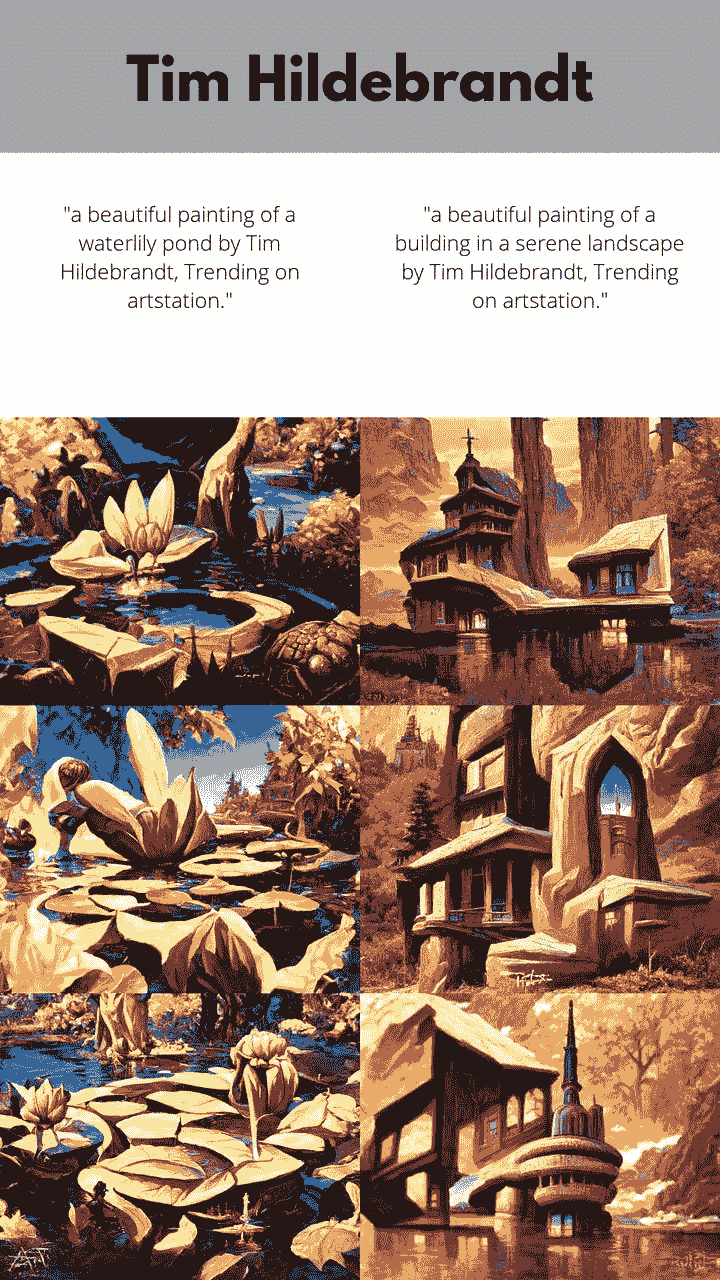 Tim Hildebrandt
"a beautiful painting of a
waterlily pond by Tim
Hildebrandt, Trending on
artstation."
"a beautiful painting of a
building in a serene landscape
by Tim Hildebrandt, Trending
on artstation."